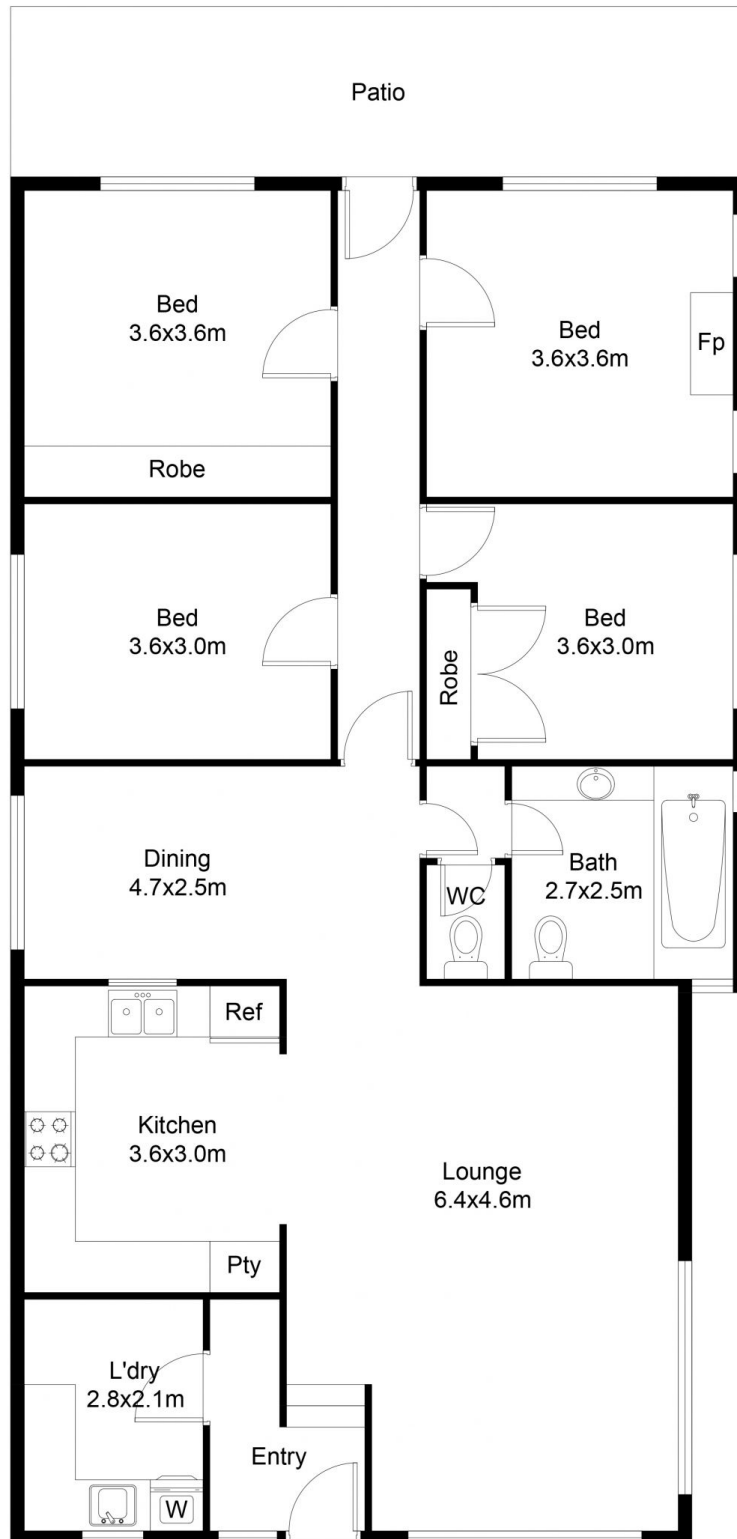 Patio
Bed
3.6x3.6m
Robe
Bed
3.6x3.6m
Fp
Bed
3.6x3.0m
Bed
3.6x3.0m
Robe
Dining
4.7x2.5m
WC
Bath
2.7x2.5m
Ref
Kitchen
3.6x3.0m
Pty
Lounge
6.4x4.6m
L'dry
2.8x2.1m
W
Entry